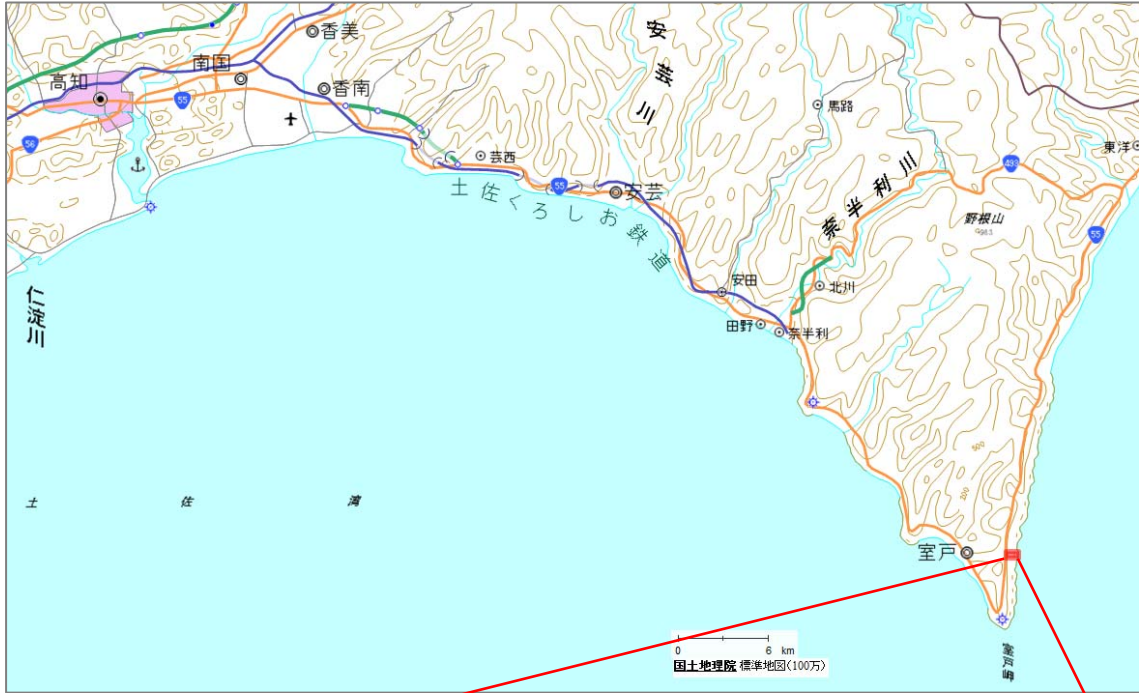 香美
安芸川
南国
高知
55
香南
馬路
56
芸西
東洋
493
土佐くろしお鉄道
55
安芸
奈半利川
野根山
55
仁淀川
安田
北川
田野
奈半利
500
200
土佐湾
室戸
0 6 km
国土地理院 標準地図(100万)
室戸岬